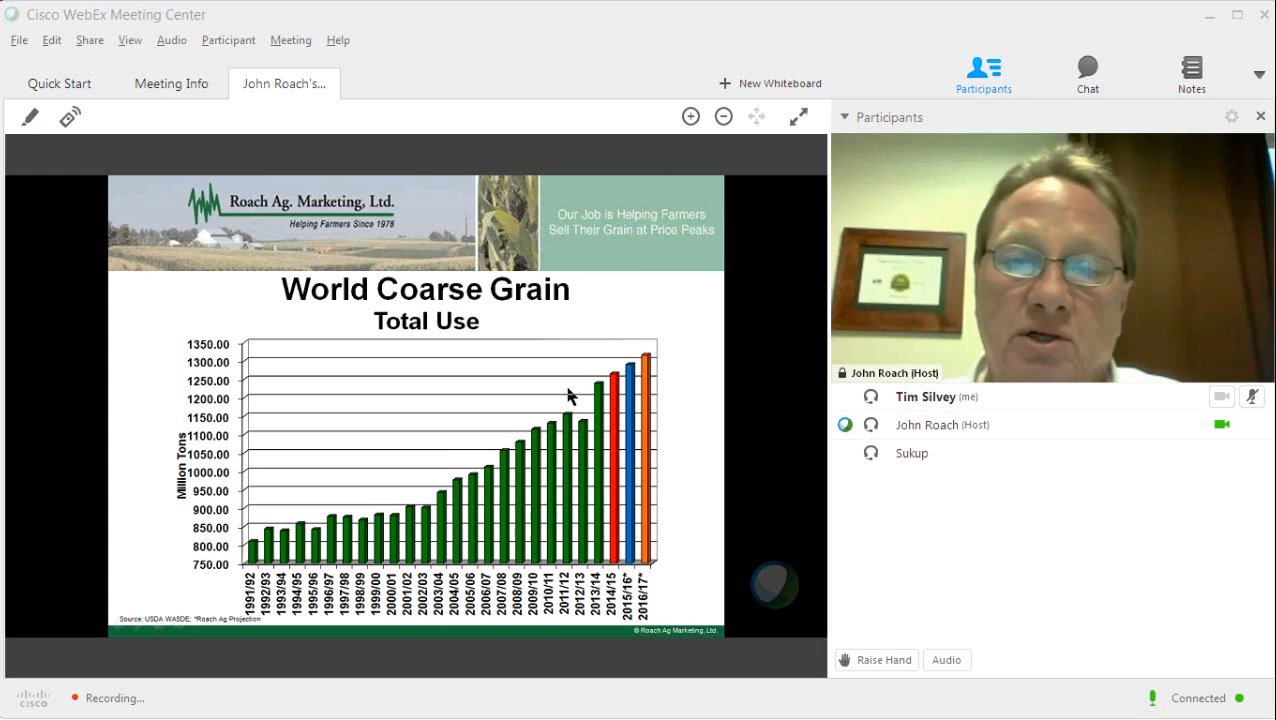 Cisco WebEx Meeting Center
File Edit Share View Audio Participant Meeting Help
Quick Start Meeting Info John Roach's... + New Whiteboard
Participants Chat Notes
Participants
Roach Ag. Marketing, Ltd.
Helping Farmers Since 1978
Our Job is Helping Farmers
Sell Their Grain at Price Peaks
World Coarse Grain
Total Use
Million Tons
1350.00
1300.00
1250.00
1200.00
1150.00
1100.00
1050.00
1000.00
950.00
900.00
850.00
800.00
750.00
1991/92
1992/93
1993/94
1994/95
1995/96
1996/97
1997/98
1998/99
1999/00
2000/01
2001/02
2002/03
2003/04
2004/05
2005/06
2006/07
2007/08
2008/09
2009/10
2010/11
2011/12
2012/13
2013/14
2014/15
2015/16*
2016/17*
Source: USDA WASDE; *Roach Ag Projection
© Roach Ag Marketing, Ltd.
John Roach (Host)
Tim Silvey (me)
John Roach (Host)
Sukup
Raise Hand Audio
CISCO
Recording...
Connected